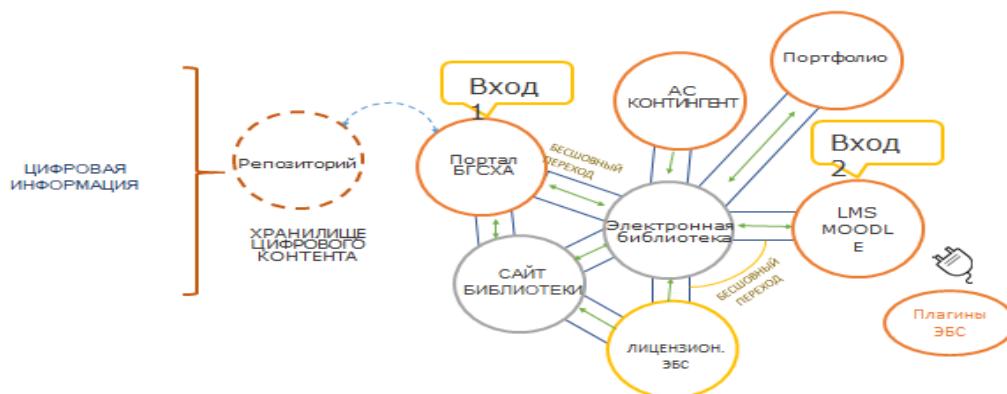 ЦИФРОВАЯ
ИНФОРМАЦИЯ
Репозиторий
ХРАНИЛИЩЕ
ЦИФРОВОГО
КОНТЕНТА
Вход
1
Портал
БГСХА
БЕСШОВНЫЙ
ПЕРЕХОД
САЙТ
БИБЛИОТЕКИ
АС
КОНТИНГЕНТ
Портфолио
Электронная
библиотека
Вход
2
LMS
MOODL
E
БЕСШОВНЫЙ
ПЕРЕХОД
ЛИЦЕНЗИОН.
ЭБС
Плагины
ЭБС